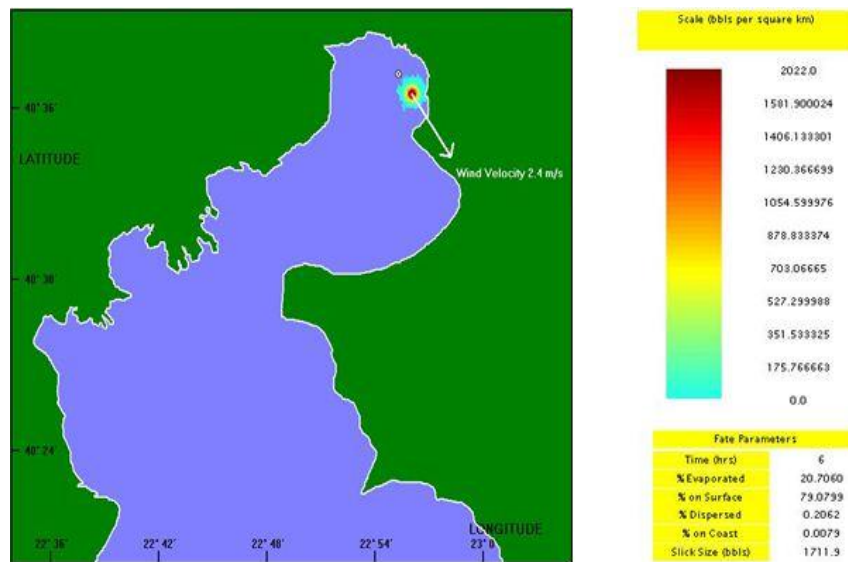 40° 36'
LATITUDE
Wind Velocity 2.4 m/s
40° 30'
40° 24'
LONGITUDE
22° 36'
22° 42'
22° 48'
22° 54'
23° 0
Scale (bbls per square km)
2022.0
1581.900024
1406.133301
1230.366699
1054.599976
878.833374
703.06665
527.299988
351.533325
175.766663
0.0
Fate Parameters
Time (hrs) 6
% Evaporated 20.7060
% on Surface 79.0799
% Dispersed 0.2062
% on Coast 0.0079
Slick Size (bbls) 1711.9